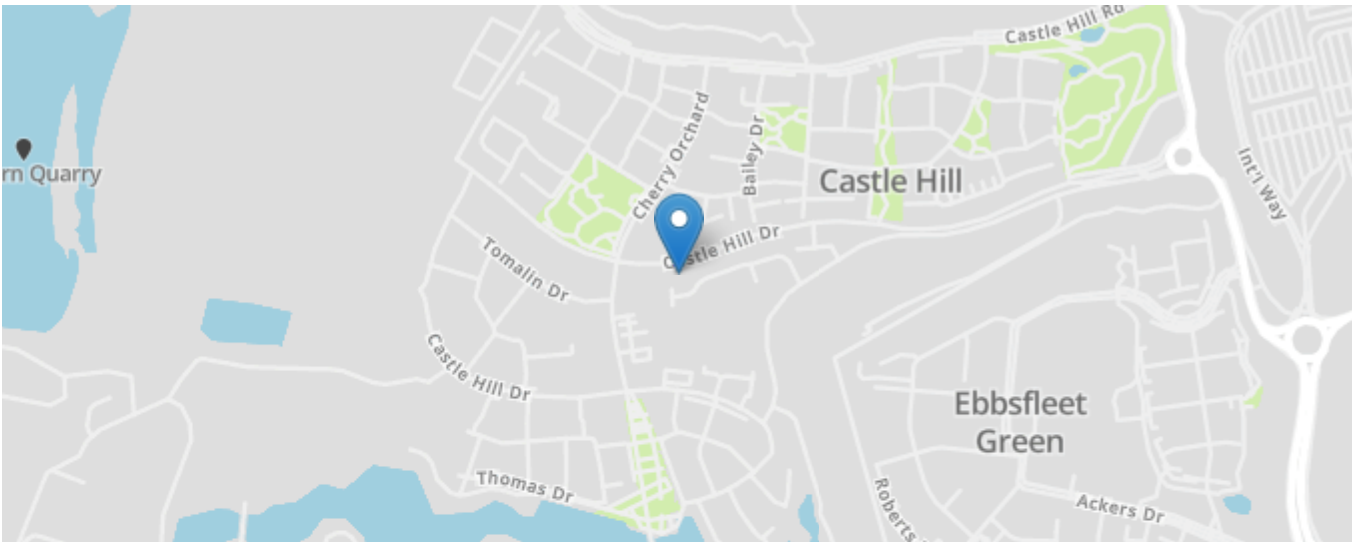 Castle Hill Rd
rn Quarry
Cherry Orchard
Bailey Dr
Castle Hill
Int'l Way
Castle Hill Dr
Tomalin Dr
Castle Hill Dr
Ebbsfleet
Green
Thomas Dr
Roberts
Ackers Dr